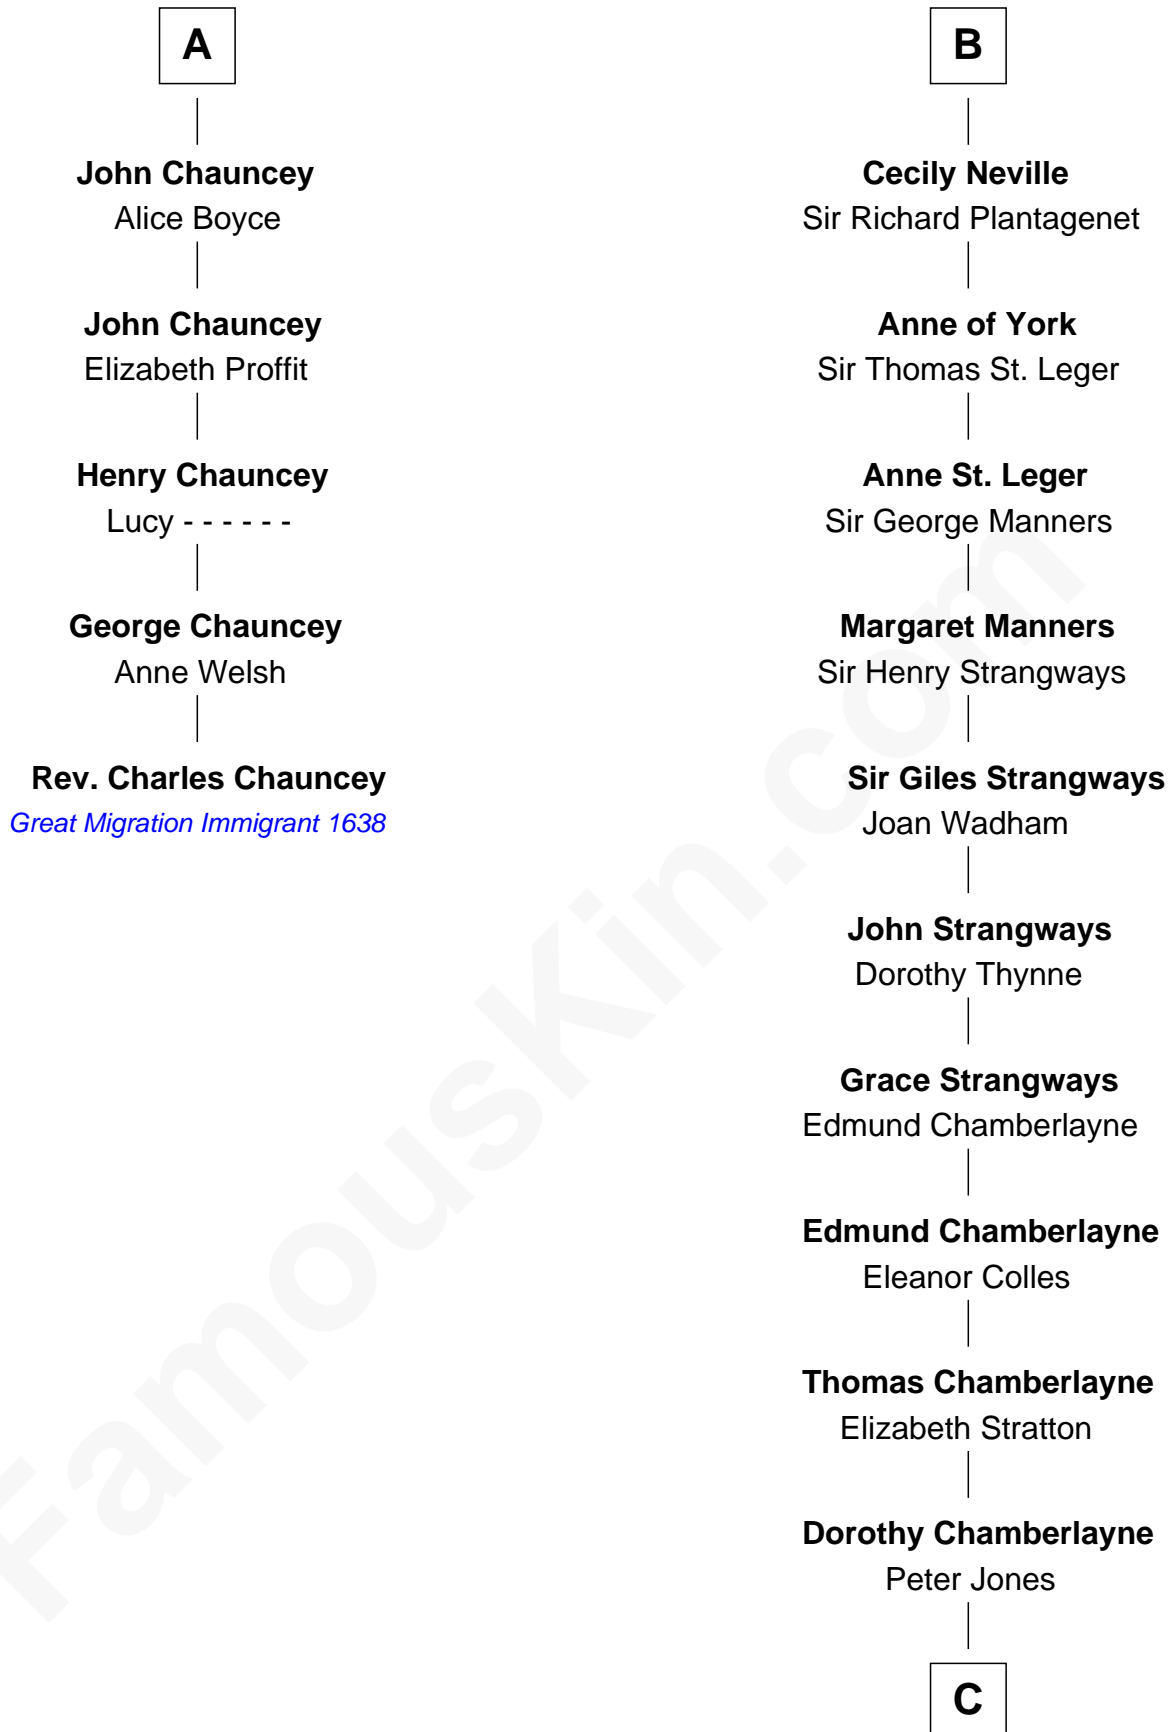 A
John Chauncey
Alice Boyce
John Chauncey
Elizabeth Proffit
Henry Chauncey
Lucy - - - - - -
George Chauncey
Anne Welsh
Rev. Charles Chauncey
Great Migration Immigrant 1638
B
Cecily Neville
Sir Richard Plantagenet
Anne of York
Sir Thomas St. Leger
Anne St. Leger
Sir George Manners
Margaret Manners
Sir Henry Strangways
Sir Giles Strangways
Joan Wadham
John Strangways
Dorothy Thynne
Grace Strangways
Edmund Chamberlayne
Edmund Chamberlayne
Eleanor Colles
Thomas Chamberlayne
Elizabeth Stratton
Dorothy Chamberlayne
Peter Jones
C
FamousKin.com